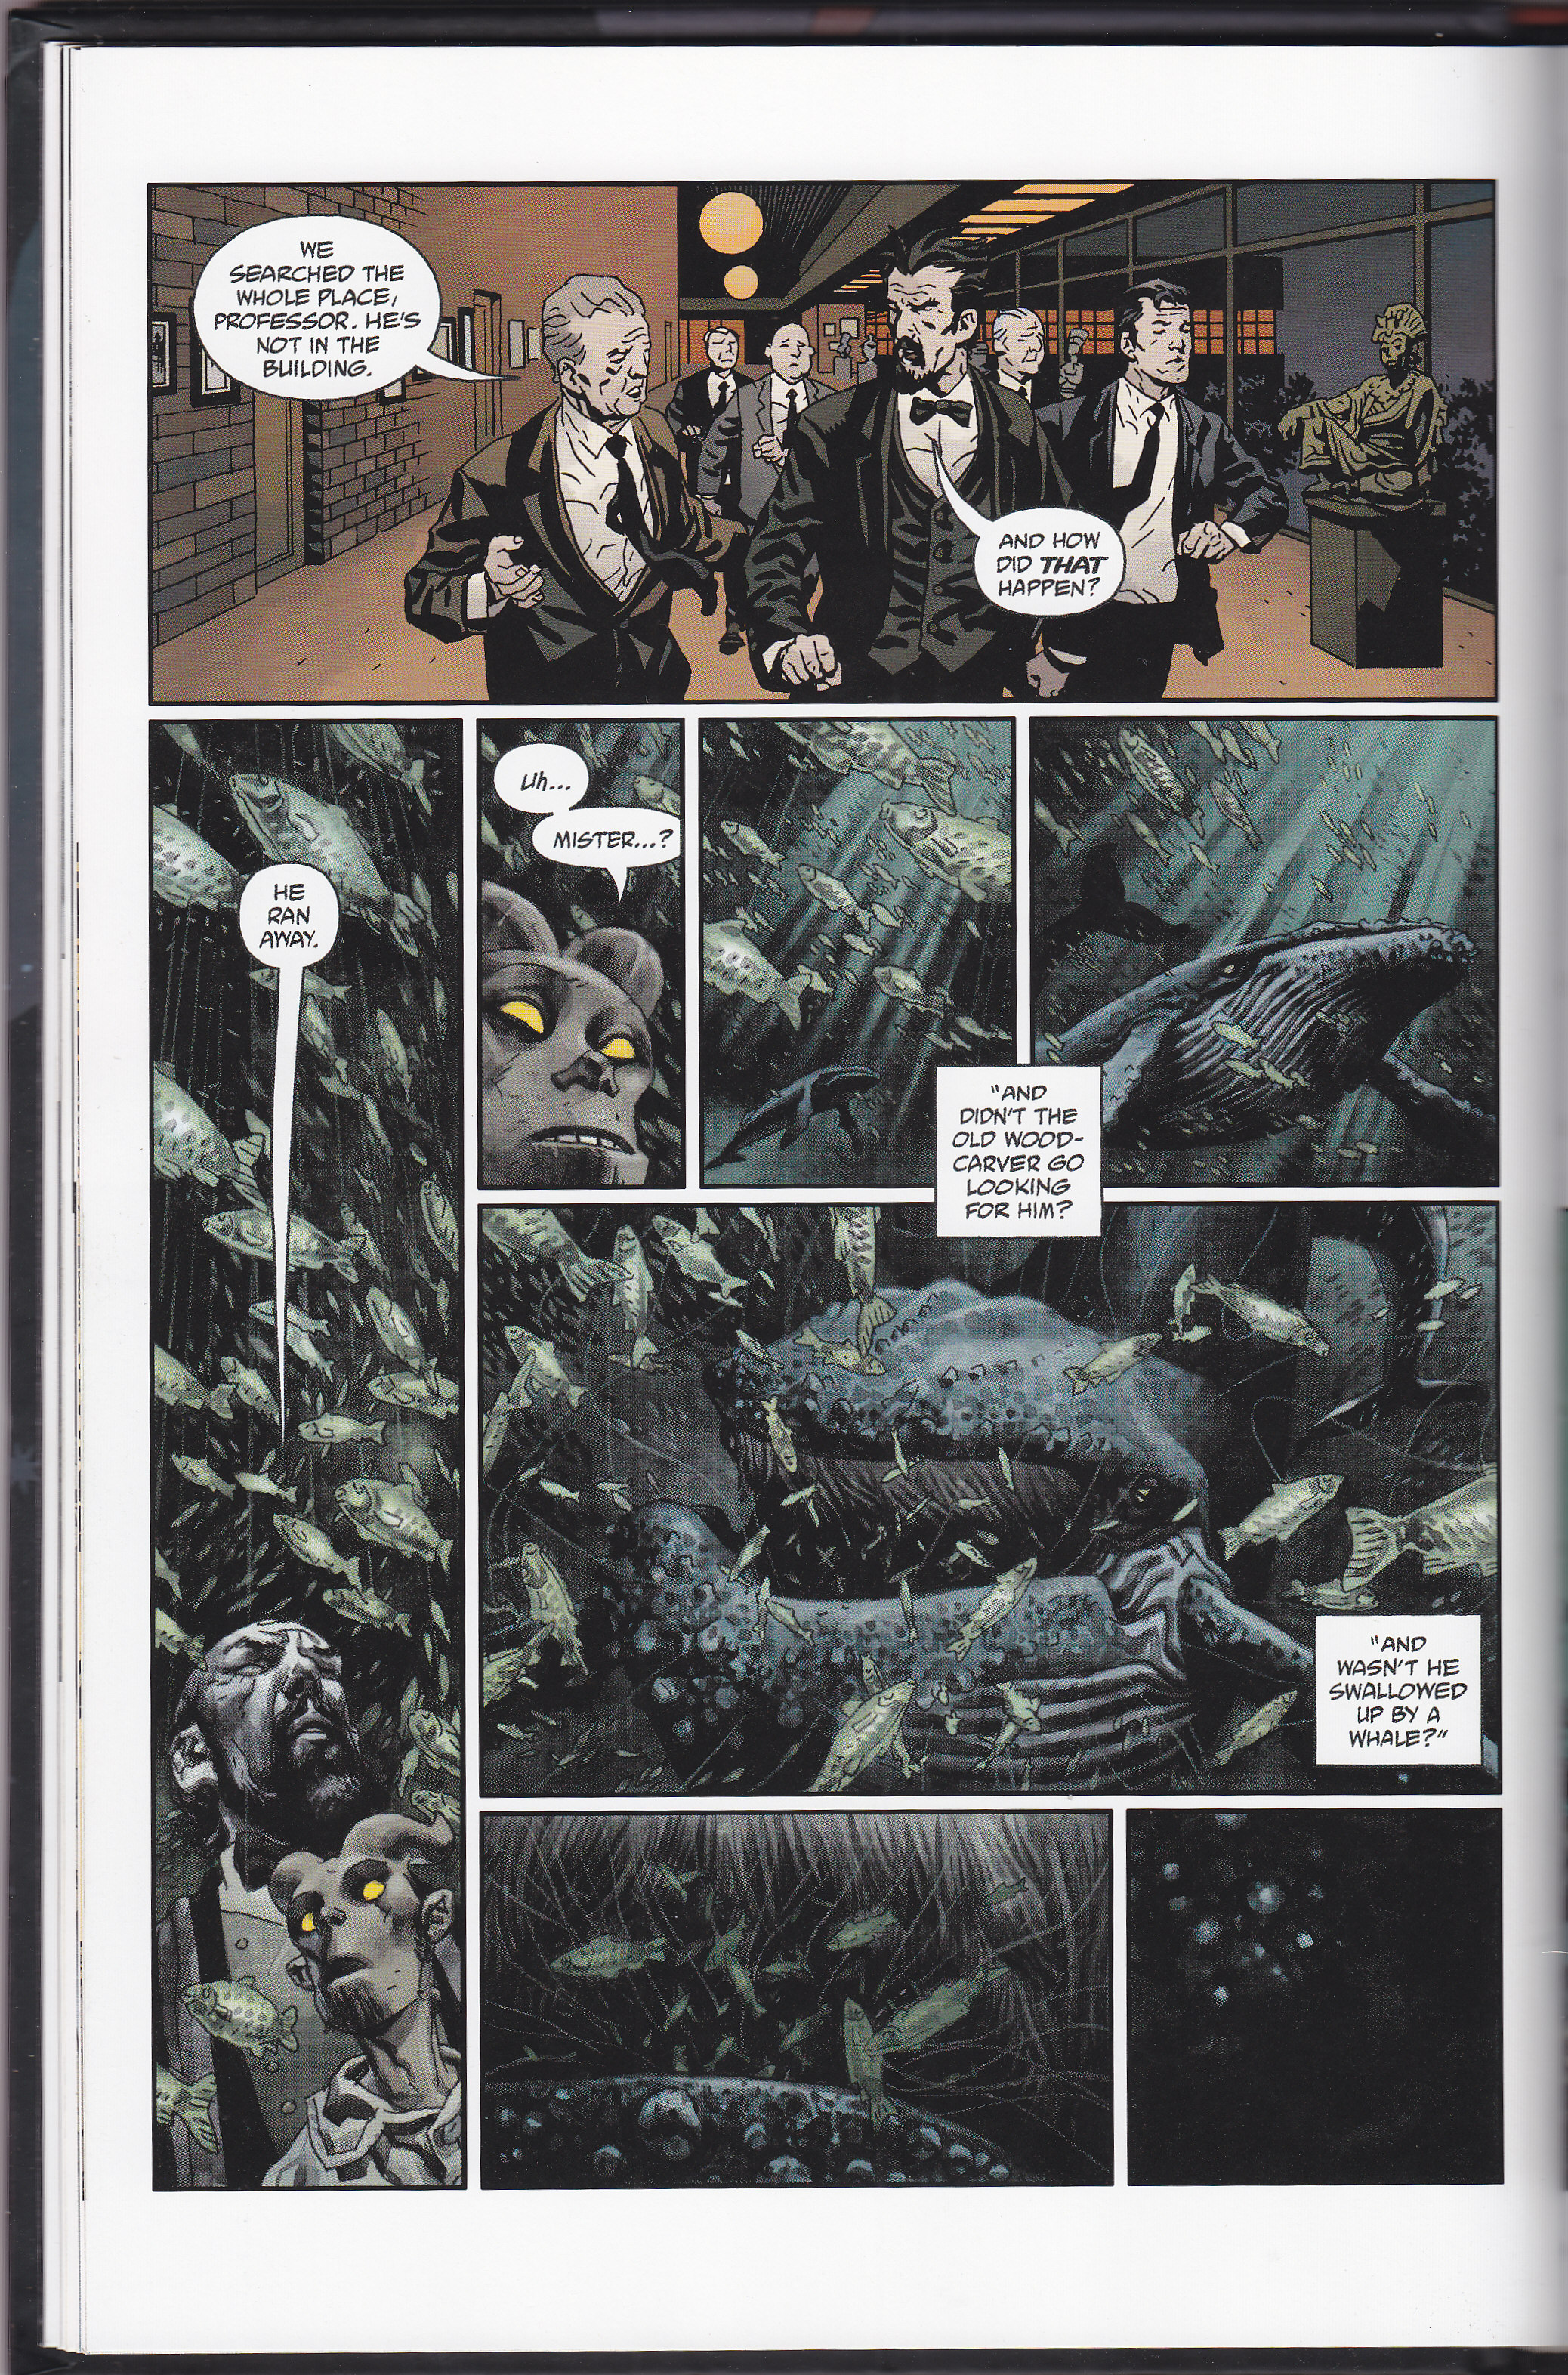 WE
SEARCHED THE
WHOLE PLACE,
PROFESSOR. HE'S
NOT IN THE
BUILDING.
AND HOW
DID THAT
HAPPEN?
HE
RAN
AWAY.
Uh...
MISTER...?
"AND
DIDN'T THE
OLD WOOD-
CARVER GO
LOOKING
FOR HIM?
"AND
WASN'T HE
SWALLOWED
UP BY A
WHALE?"